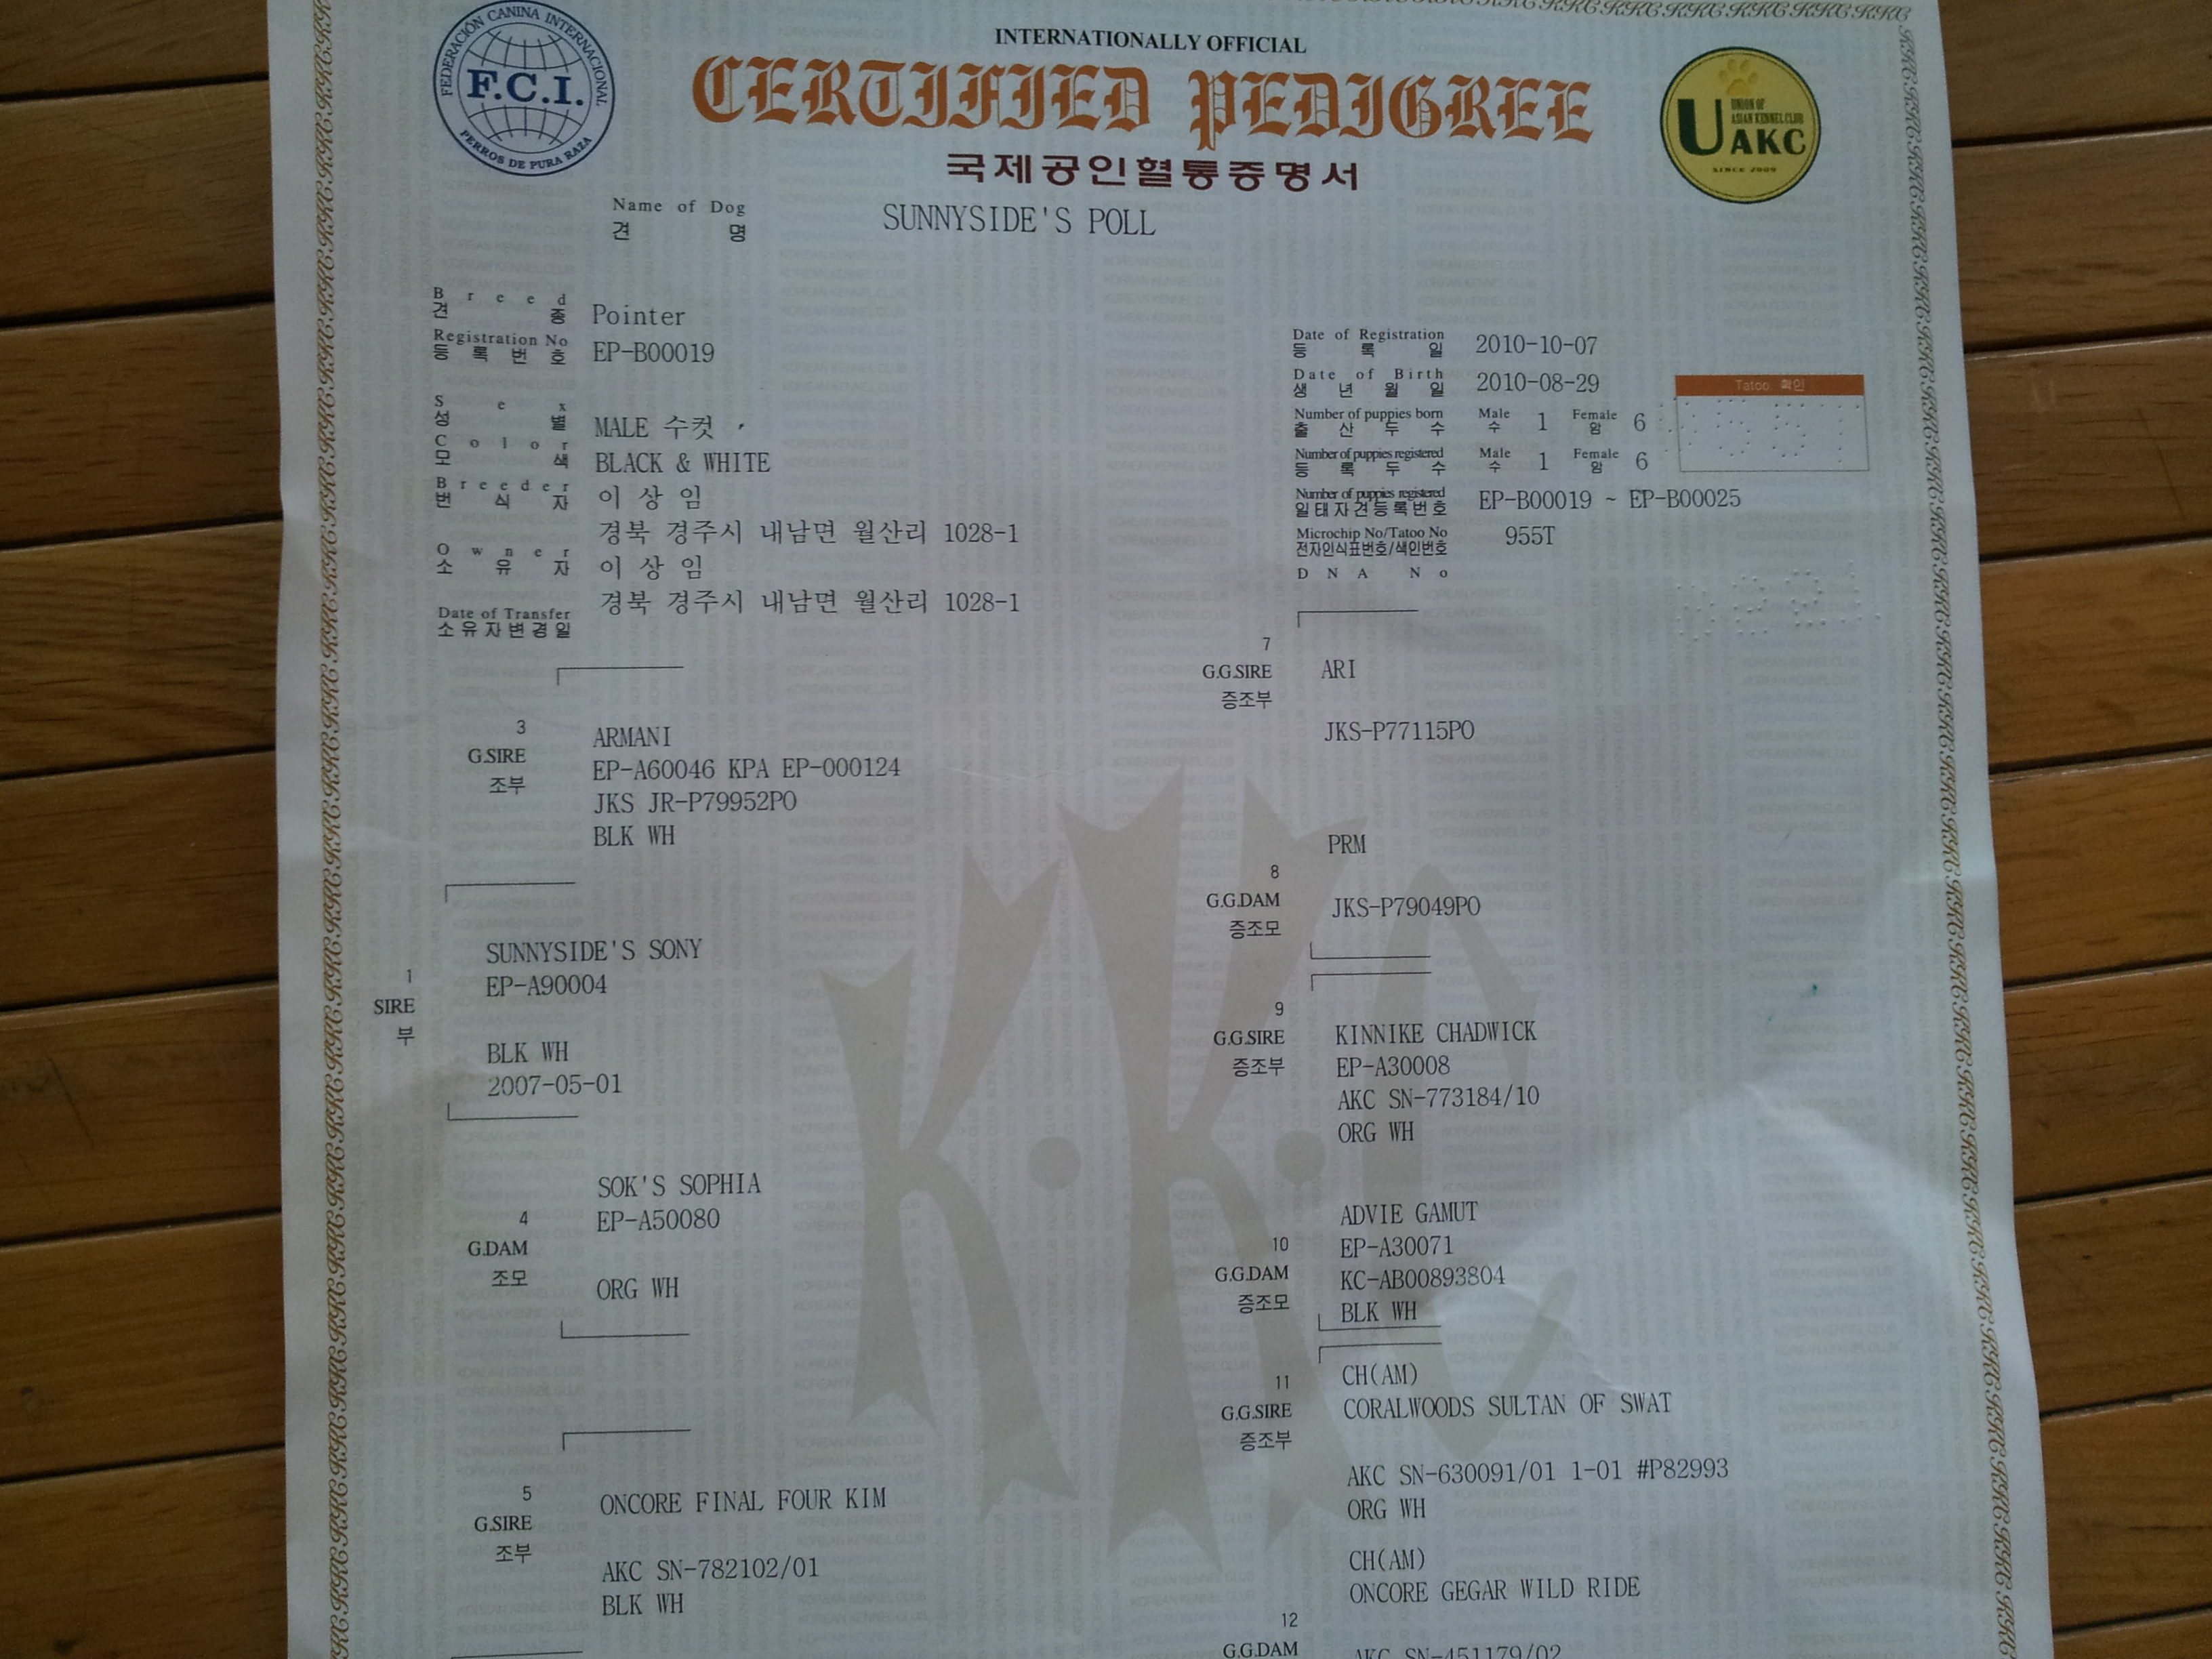 FEDERACIÓN CANINA INTERNACIONAL
F.C.I.
PERROS DE PURA RAZA
INTERNATIONALLY OFFICIAL
CERTIFIED PEDIGREE
국제공인혈통증명서
UNION OF
ASIAN KENNEL CLUB
UAKC
SINCE 2009
Name of Dog
견 명
SUNNYSIDE'S POLL
Breed
견 종
Pointer
Registration No
등 록 번 호
EP-B00019
Sex
성 별
MALE 수컷
Color
모 색
BLACK & WHITE
Breeder
번 식 자
이 상 임
경북 경주시 내남면 월산리 1028-1
Owner
소 유 자
이 상 임
경북 경주시 내남면 월산리 1028-1
Date of Transfer
소유자변경일
Date of Registration
등 록 일
2010-10-07
Date of Birth
생 년 월 일
2010-08-29
Number of puppies born
출 산 두 수
Male 수 1 Female 암 6
Number of puppies registered
등 록 두 수
Male 수 1 Female 암 6
Number of puppies registered
일태자견등록번호
EP-B00019 ~ EP-B00025
Microchip No/Tatoo No
전자인식표번호/색인번호
955T
DNA No
Tatoo 확인
1
SIRE
부
SUNNYSIDE'S SONY
EP-A90004
BLK WH
2007-05-01
3
G.SIRE
조부
ARMANI
EP-A60046 KPA EP-000124
JKS JR-P79952PO
BLK WH
4
G.DAM
조모
SOK'S SOPHIA
EP-A50080
ORG WH
5
G.SIRE
조부
ONCORE FINAL FOUR KIM
AKC SN-782102/01
BLK WH
7
G.G.SIRE
증조부
ARI
JKS-P77115PO
8
G.G.DAM
증조모
PRM
JKS-P79049PO
9
G.G.SIRE
증조부
KINNIKE CHADWICK
EP-A30008
AKC SN-773184/10
ORG WH
10
G.G.DAM
증조모
ADVIE GAMUT
EP-A30071
KC-AB00893804
BLK WH
11
G.G.SIRE
증조부
CH(AM)
CORALWOODS SULTAN OF SWAT
AKC SN-630091/01 1-01 #P82993
ORG WH
12
G.G.DAM
CH(AM)
ONCORE GEGAR WILD RIDE
AKC SN-451179/02
K.K.C